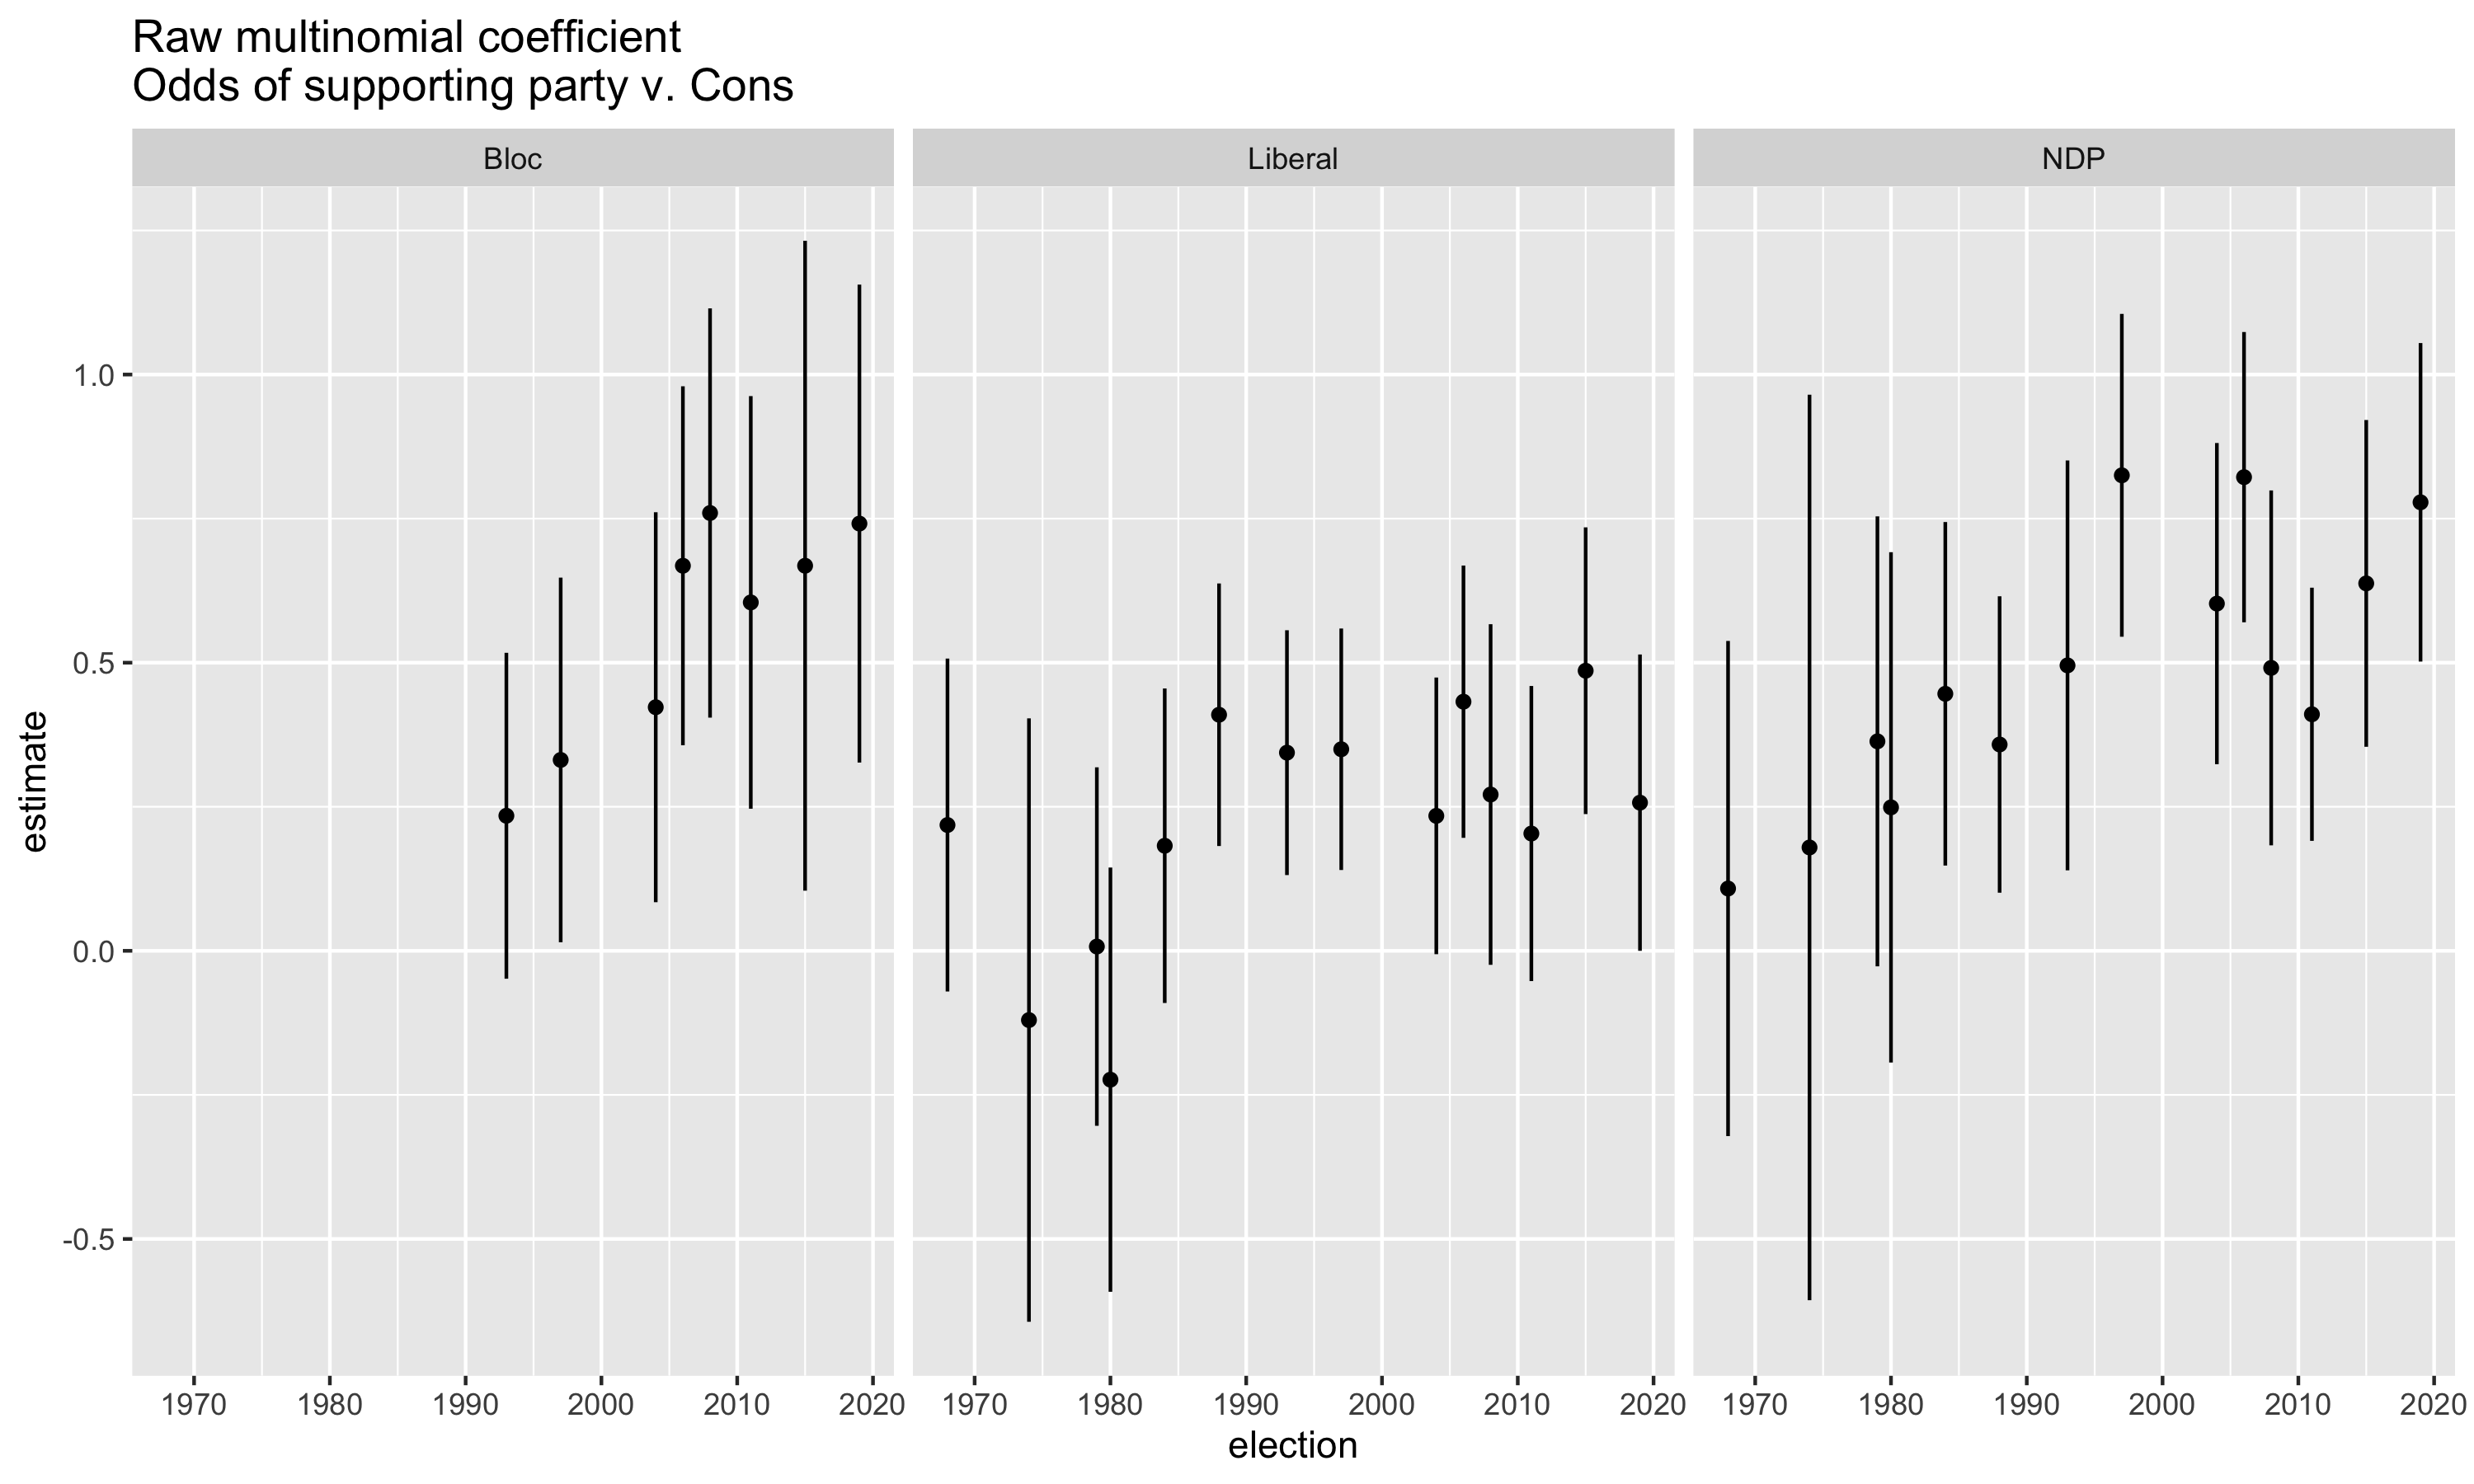 Raw multinomial coefficient
Odds of supporting party v. Cons
Bloc Liberal NDP
1.0
0.5
0.0
-0.5
estimate
1970 1980 1990 2000 2010 2020 1970 1980 1990 2000 2010 2020 1970 1980 1990 2000 2010 2020
election